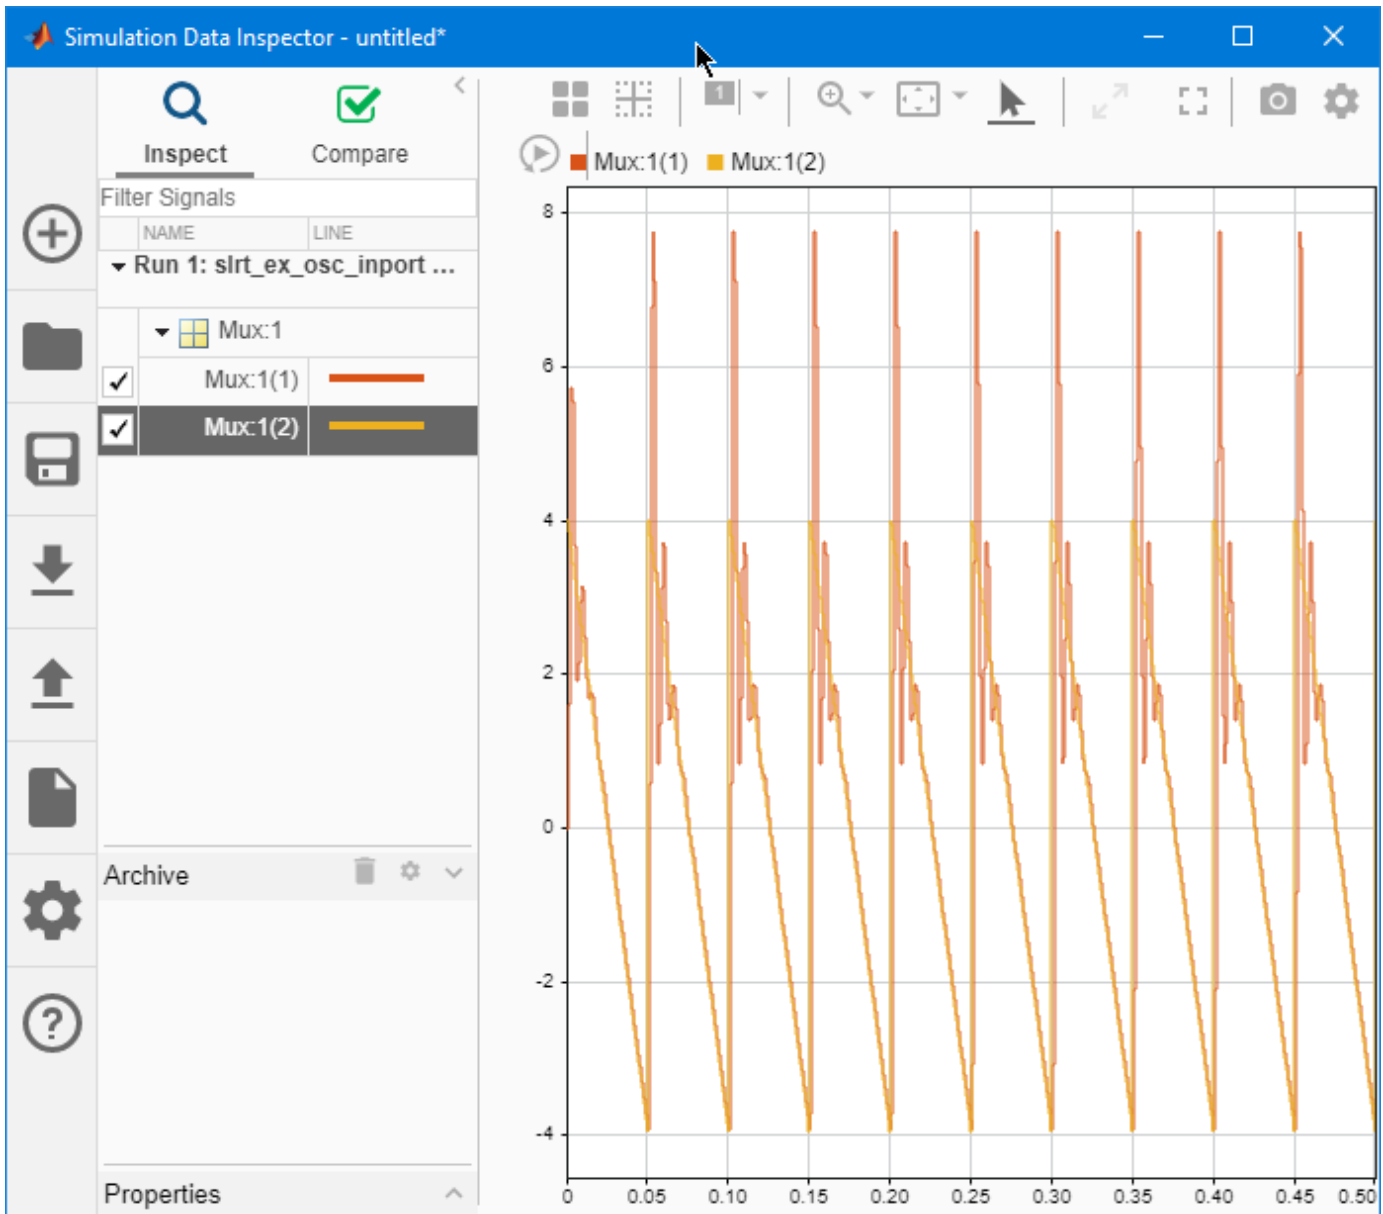 Simulation Data Inspector - untitled*
Inspect
Compare
Filter Signals
NAME
LINE
Run 1: slrt_ex_osc_inport ...
Mux:1
Mux:1(1)
Mux:1(2)
Archive
Properties
1
Mux:1(1)
Mux:1(2)
8
6
4
2
0
-2
-4
0 0.05 0.10 0.15 0.20 0.25 0.30 0.35 0.40 0.45 0.50